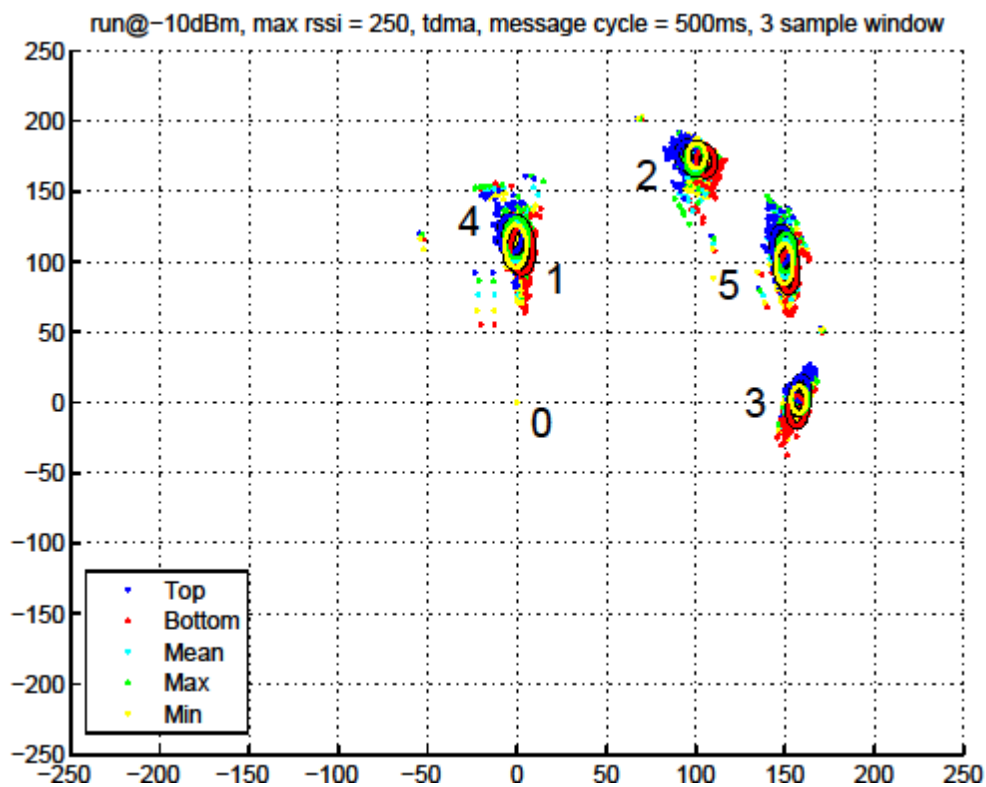 run@−10dBm, max rssi = 250, tdma, message cycle = 500ms, 3 sample window
250
200
150
100
50
0
−50
−100
−150
−200
−250
2
4
1
5
3
0
Top
Bottom
Mean
Max
Min
−250 −200 −150 −100 −50 0 50 100 150 200 250